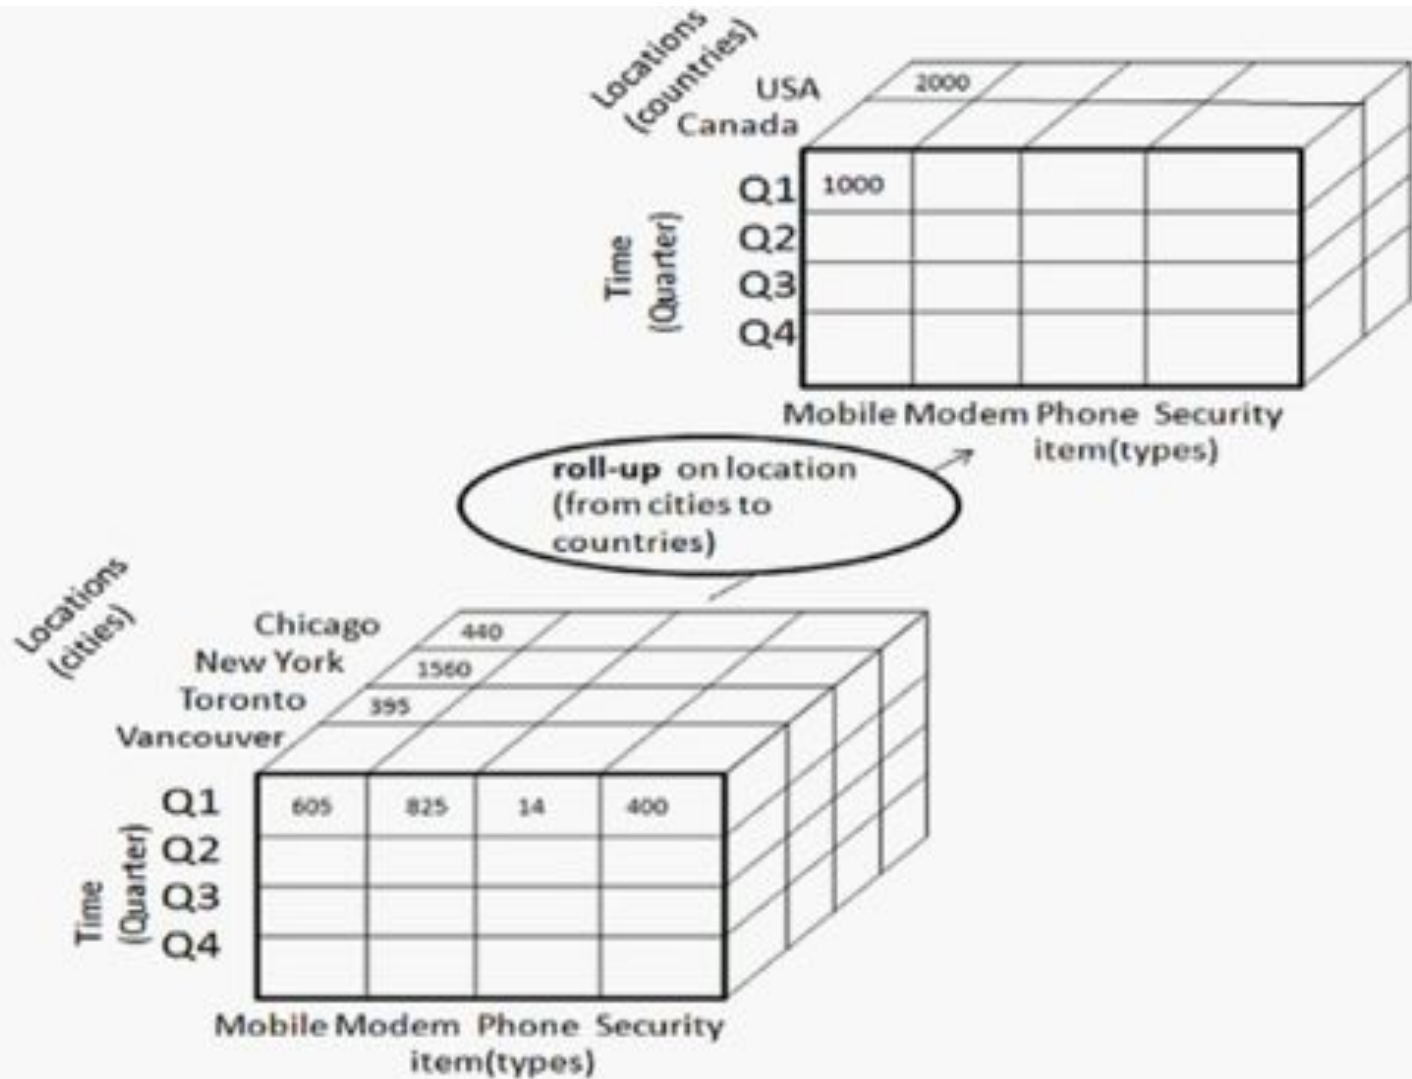 Locations
(countries)
USA
2000
Canada
Q1
1000
Q2
Q3
Q4
Time
(Quarter)
Mobile Modem Phone Security
item(types)
roll-up on location
(from cities to
countries)
Locations
(cities)
Chicago
440
New York
1560
Toronto
395
Vancouver
Q1
605 825 14 400
Q2
Q3
Q4
Time
(Quarter)
Mobile Modem Phone Security
item(types)